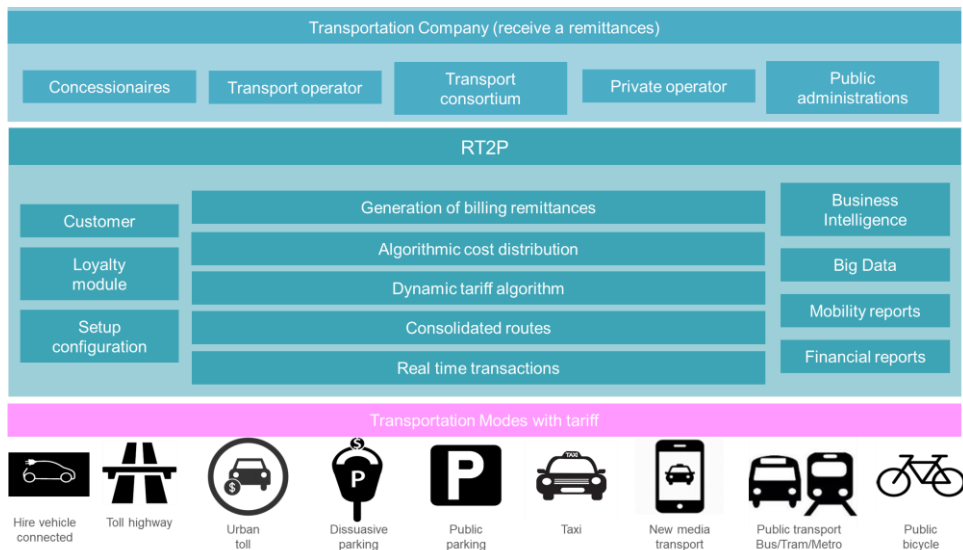 Transportation Company (receive a remittances)
Concessionaires
Transport operator
Transport
consortium
Private operator
Public
administrations
RT2P
Customer
Loyalty
module
Setup
configuration
Generation of billing remittances
Algorithmic cost distribution
Dynamic tariff algorithm
Consolidated routes
Real time transactions
Business
Intelligence
Big Data
Mobility reports
Financial reports
Transportation Modes with tariff
$
$
P
P
TAXI
Hire vehicle
connected
Toll highway
Urban
toll
Dissuasive
parking
Public
parking
Taxi
New media
transport
Public transport
Bus/Tram/Metro
Public
bicycle